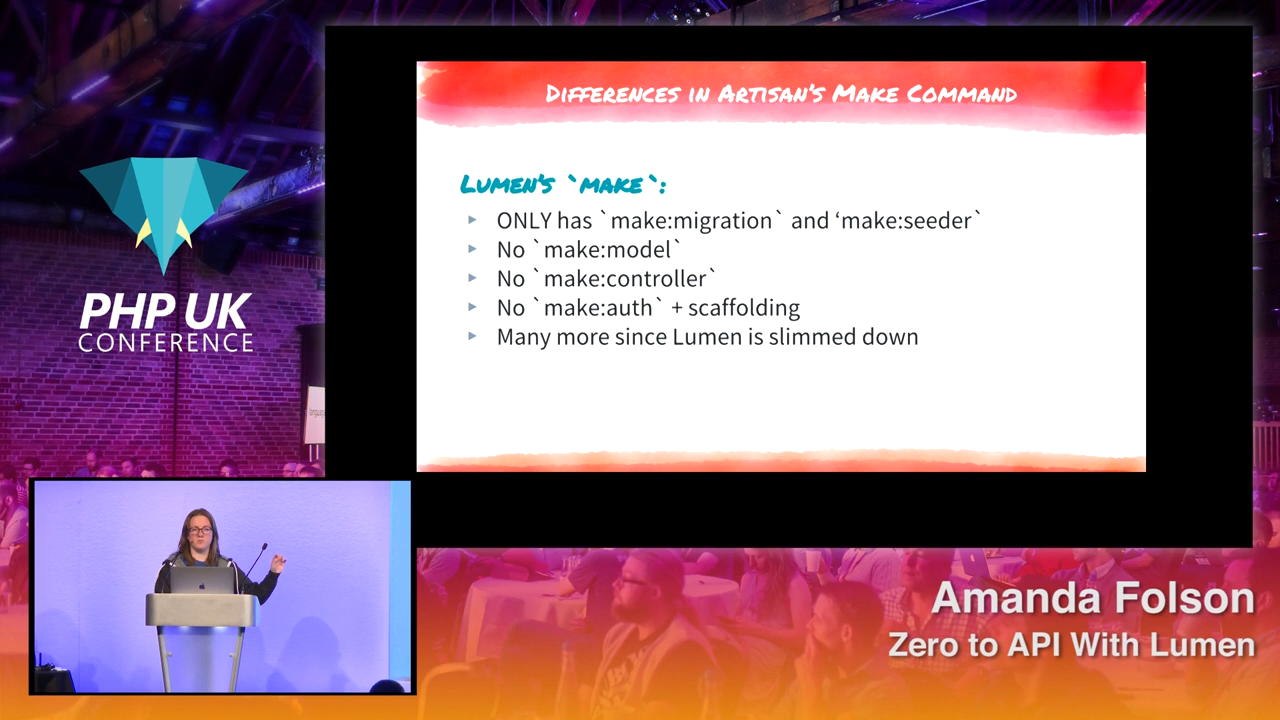 Differences in Artisan's Make Command
Lumen's `make`:
ONLY has `make:migration` and ‘make:seeder`
No `make:model`
No `make:controller`
No `make:auth` + scaffolding
Many more since Lumen is slimmed down
PHP UK
CONFERENCE
Amanda Folson
Zero to API With Lumen